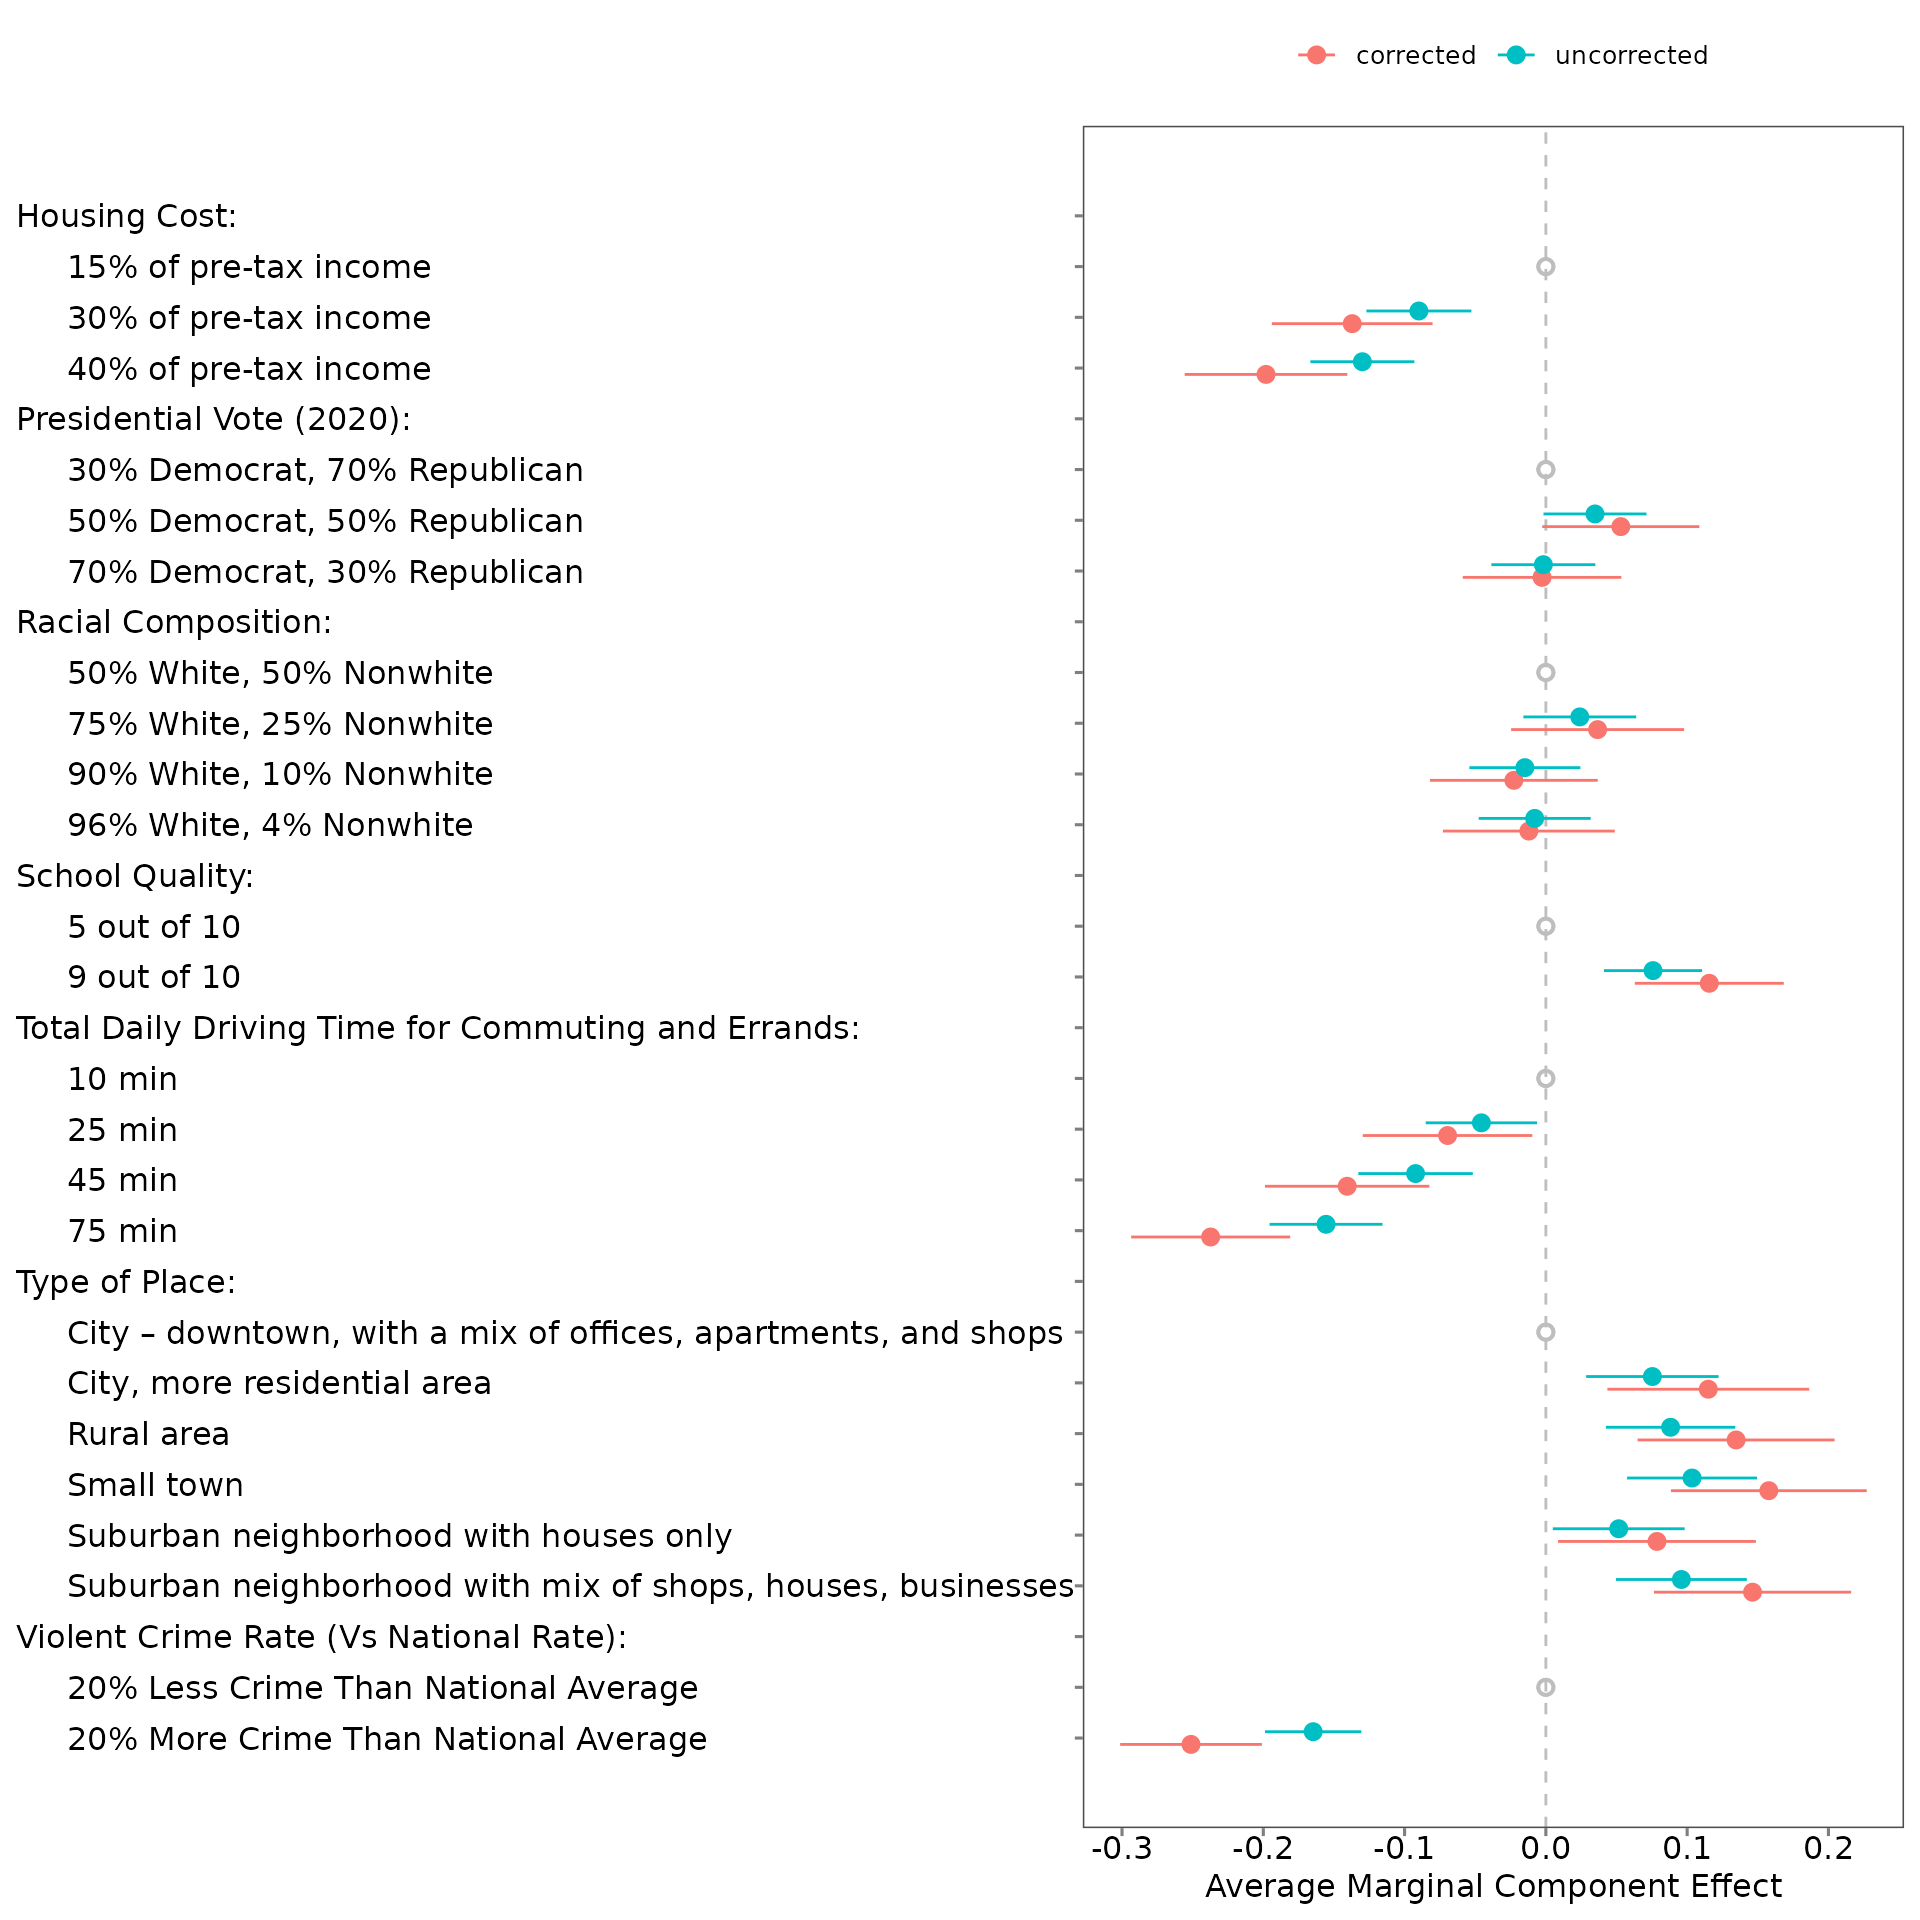 corrected uncorrected
Housing Cost:
15% of pre-tax income
30% of pre-tax income
40% of pre-tax income
Presidential Vote (2020):
30% Democrat, 70% Republican
50% Democrat, 50% Republican
70% Democrat, 30% Republican
Racial Composition:
50% White, 50% Nonwhite
75% White, 25% Nonwhite
90% White, 10% Nonwhite
96% White, 4% Nonwhite
School Quality:
5 out of 10
9 out of 10
Total Daily Driving Time for Commuting and Errands:
10 min
25 min
45 min
75 min
Type of Place:
City – downtown, with a mix of offices, apartments, and shops
City, more residential area
Rural area
Small town
Suburban neighborhood with houses only
Suburban neighborhood with mix of shops, houses, businesses
Violent Crime Rate (Vs National Rate):
20% Less Crime Than National Average
20% More Crime Than National Average
-0.3 -0.2 -0.1 0.0 0.1 0.2
Average Marginal Component Effect